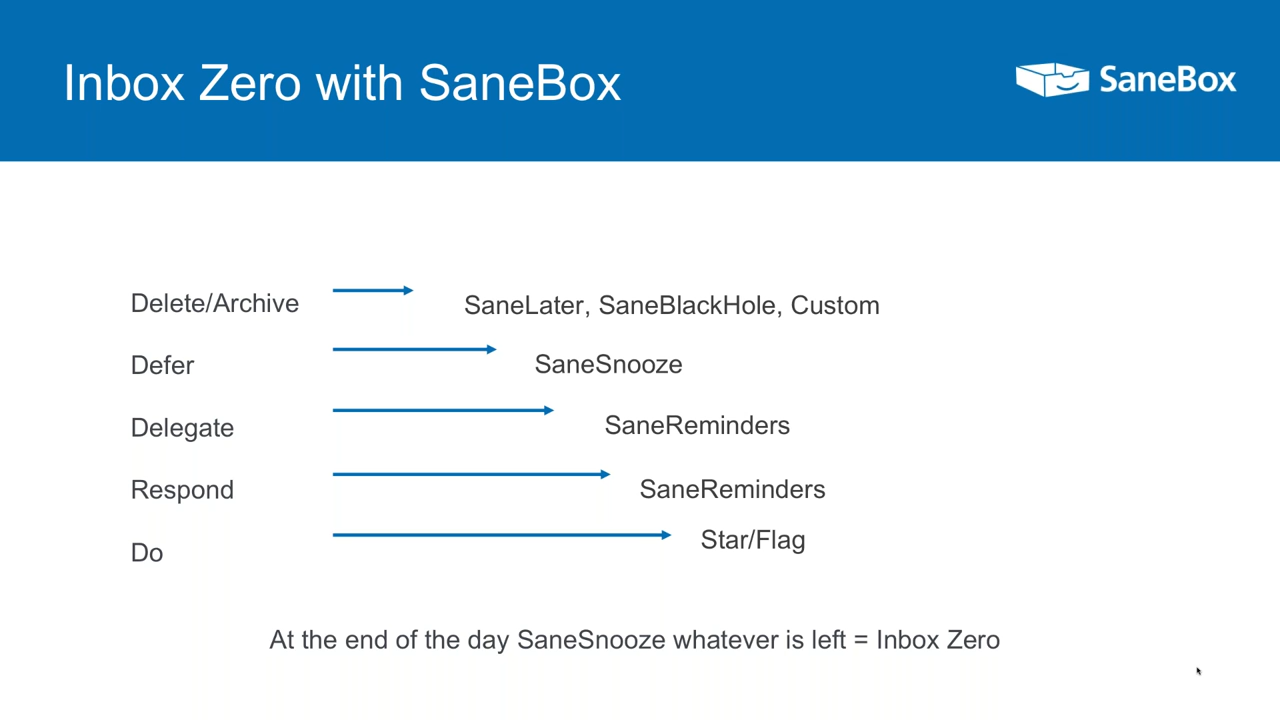 Inbox Zero with SaneBox
SaneBox
Delete/Archive SaneLater, SaneBlackHole, Custom
Defer SaneSnooze
Delegate SaneReminders
Respond SaneReminders
Do Star/Flag
At the end of the day SaneSnooze whatever is left = Inbox Zero